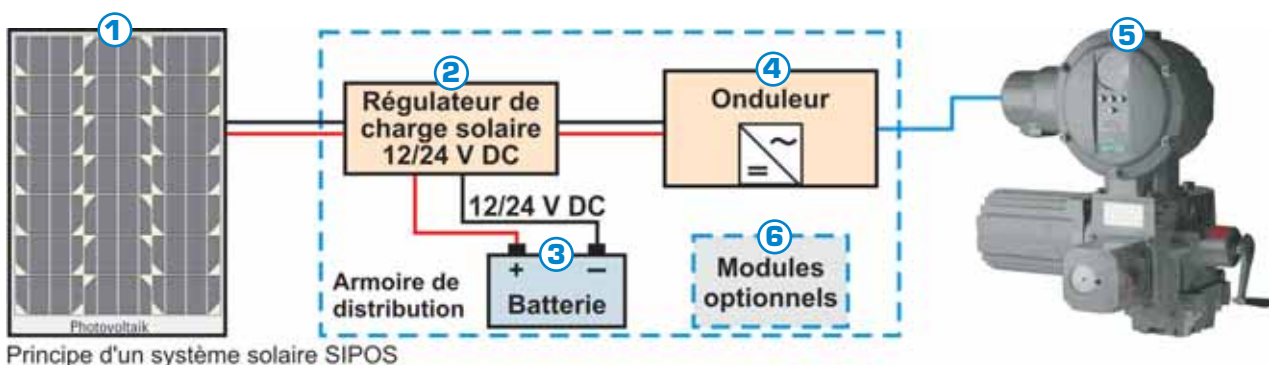 1
2
Régulateur de
charge solaire
12/24 V DC
4
Onduleur
5
12/24 V DC
3
+ −
Batterie
Armoire de
distribution
6
Modules
optionnels
Photovoltaik
Principe d'un système solaire SIPOS